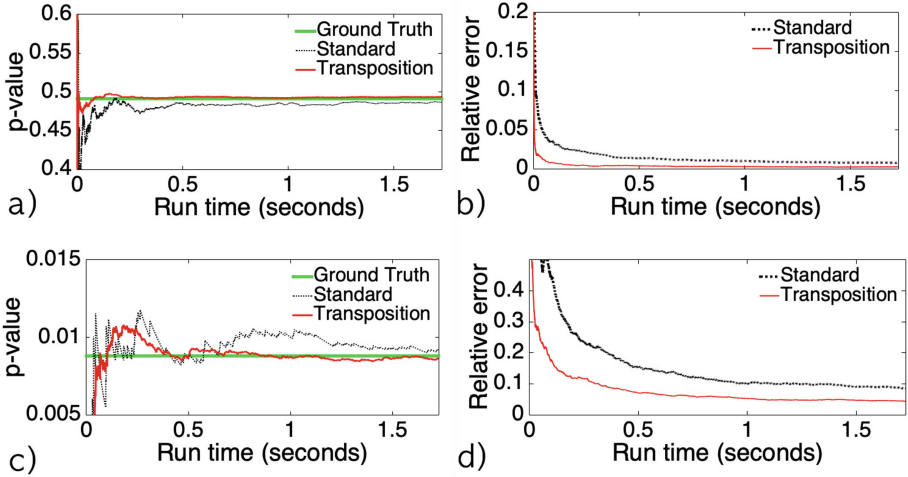 0.6
0.5
0.45
0.4
p-value
Ground Truth
Standard
Transposition
0
0.5
1
1.5
Run time (seconds)
a)
0.2
0.15
0.1
0.05
0
Relative error
Standard
Transposition
0
0.5
1
1.5
Run time (seconds)
b)
0.015
0.01
0.005
p-value
Ground Truth
Standard
Transposition
0
0.5
1
1.5
Run time (seconds)
c)
0.4
0.3
0.2
0.1
0
Relative error
Standard
Transposition
0
0.5
1
1.5
Run time (seconds)
d)